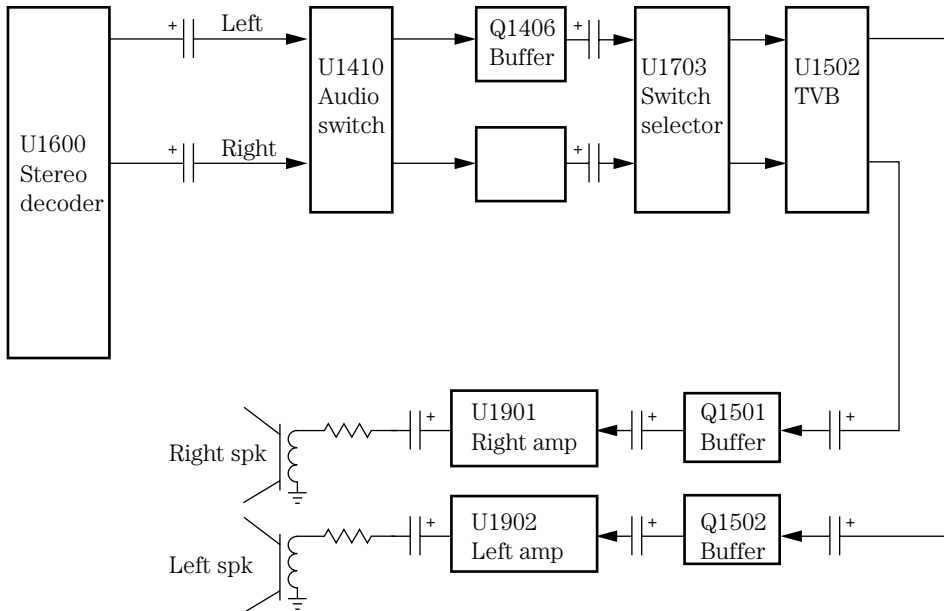 +
Left
U1410
Audio
switch
Q1406
Buffer
+
U1703
Switch
selector
U1502
TVB
U1600
Stereo
decoder
+
Right
+
Right spk
+
U1901
Right amp
+
Q1501
Buffer
+
Left spk
+
U1902
Left amp
+
Q1502
Buffer
+